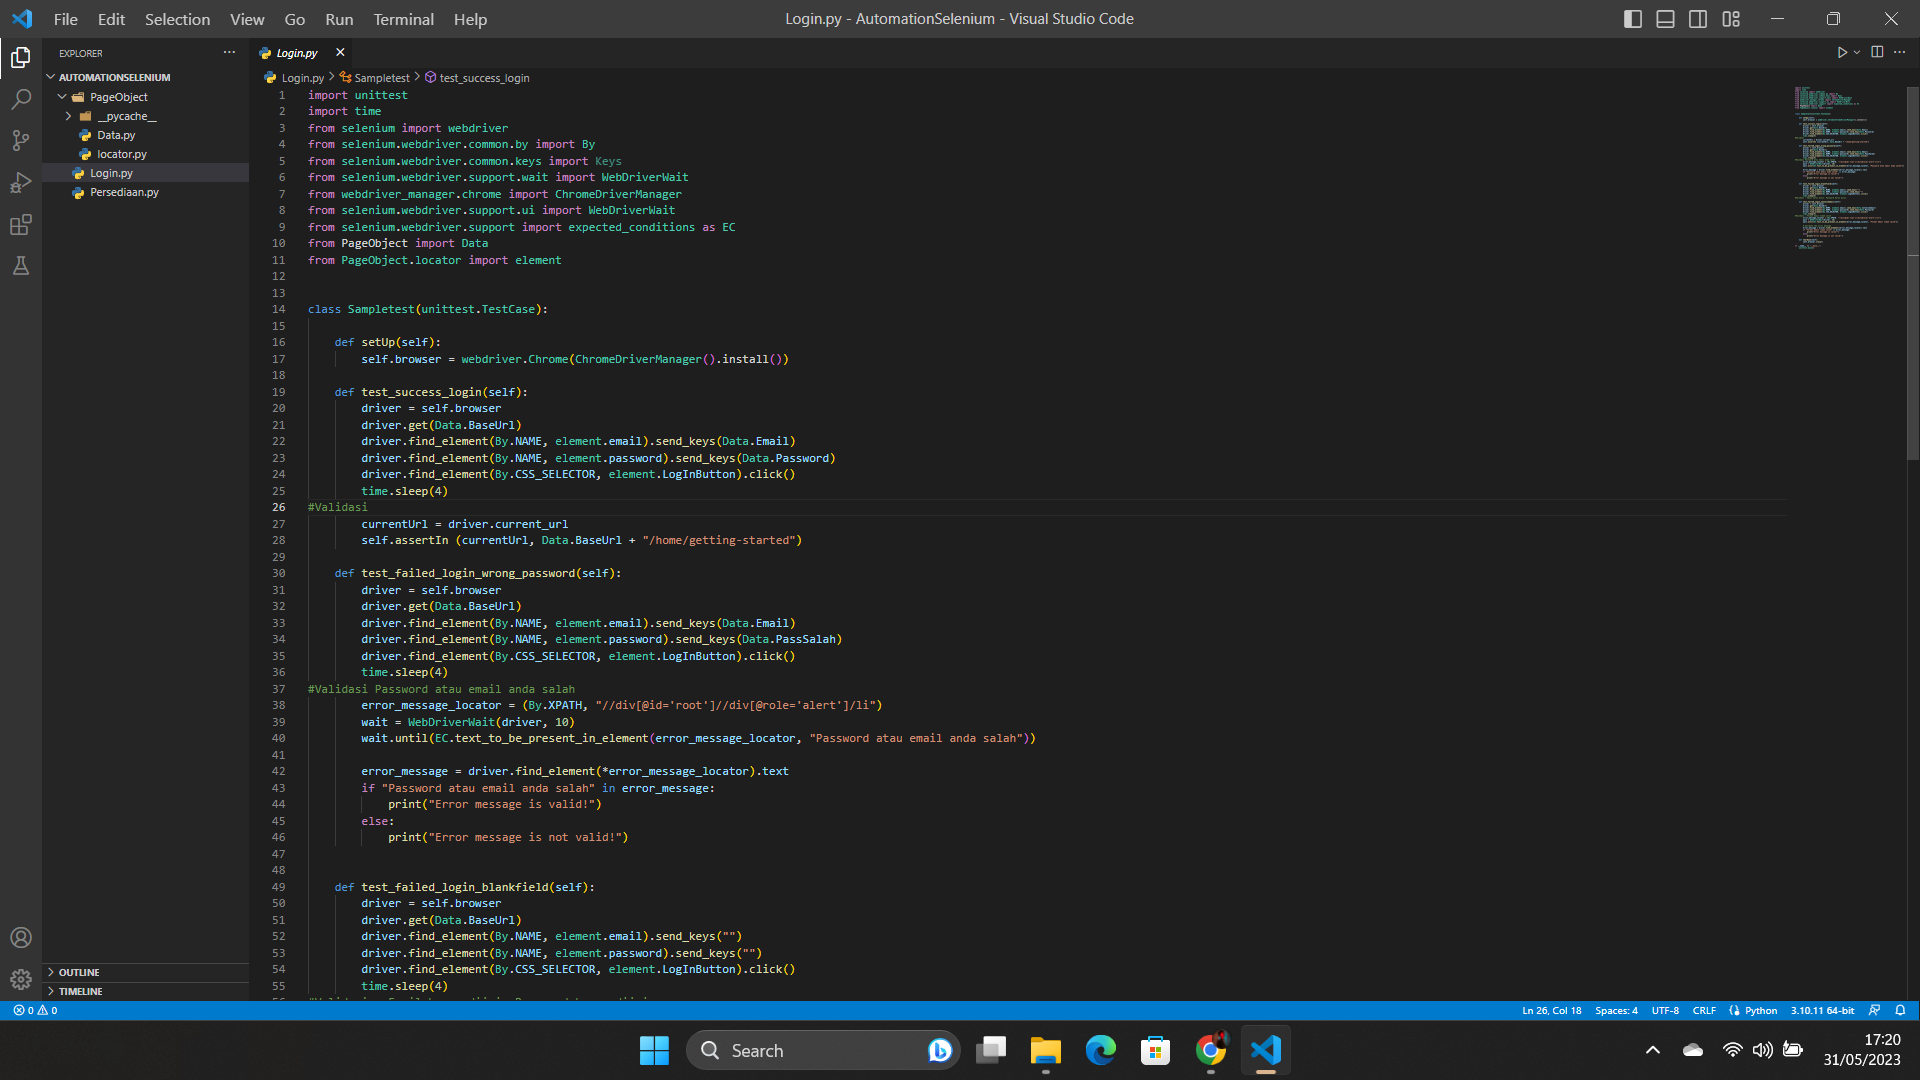 File Edit Selection View Go Run Terminal Help
Login.py - AutomationSelenium - Visual Studio Code
EXPLORER
AUTOMATIONSELENIUM
PageObject
__pycache__
Data.py
locator.py
Login.py
Persediaan.py
OUTLINE
TIMELINE
Login.py
Login.py > Sampletest > test_success_login
1 import unittest
2 import time
3 from selenium import webdriver
4 from selenium.webdriver.common.by import By
5 from selenium.webdriver.common.keys import Keys
6 from selenium.webdriver.support.wait import WebDriverWait
7 from webdriver_manager.chrome import ChromeDriverManager
8 from selenium.webdriver.support.ui import WebDriverWait
9 from selenium.webdriver.support import expected_conditions as EC
10 from PageObject import Data
11 from PageObject.locator import element
12
13
14 class Sampletest(unittest.TestCase):
15
16     def setUp(self):
17         self.browser = webdriver.Chrome(ChromeDriverManager().install())
18
19     def test_success_login(self):
20         driver = self.browser
21         driver.get(Data.BaseUrl)
22         driver.find_element(By.NAME, element.email).send_keys(Data.Email)
23         driver.find_element(By.NAME, element.password).send_keys(Data.Password)
24         driver.find_element(By.CSS_SELECTOR, element.LogInButton).click()
25         time.sleep(4)
26 #Validasi
27         currentUrl = driver.current_url
28         self.assertIn (currentUrl, Data.BaseUrl + "/home/getting-started")
29
30     def test_failed_login_wrong_password(self):
31         driver = self.browser
32         driver.get(Data.BaseUrl)
33         driver.find_element(By.NAME, element.email).send_keys(Data.Email)
34         driver.find_element(By.NAME, element.password).send_keys(Data.PassSalah)
35         driver.find_element(By.CSS_SELECTOR, element.LogInButton).click()
36         time.sleep(4)
37 #Validasi Password atau email anda salah
38         error_message_locator = (By.XPATH, "//div[@id='root']//div[@role='alert']/li")
39         wait = WebDriverWait(driver, 10)
40         wait.until(EC.text_to_be_present_in_element(error_message_locator, "Password atau email anda salah"))
41
42         error_message = driver.find_element(*error_message_locator).text
43         if "Password atau email anda salah" in error_message:
44             print("Error message is valid!")
45         else:
46             print("Error message is not valid!")
47
48
49     def test_failed_login_blankfield(self):
50         driver = self.browser
51         driver.get(Data.BaseUrl)
52         driver.find_element(By.NAME, element.email).send_keys("")
53         driver.find_element(By.NAME, element.password).send_keys("")
54         driver.find_element(By.CSS_SELECTOR, element.LogInButton).click()
55         time.sleep(4)
0 0
Ln 26, Col 18 Spaces: 4 UTF-8 CRLF Python 3.10.11 64-bit
Search
17:20
31/05/2023